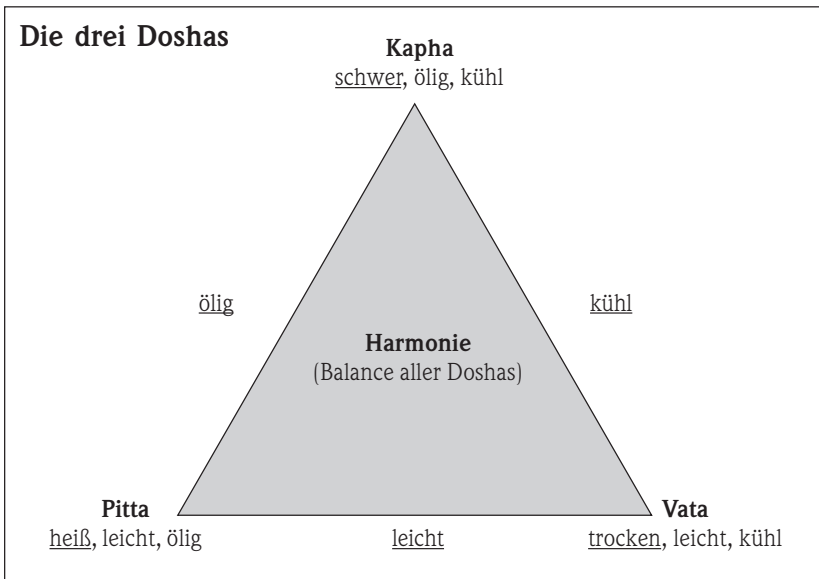 Die drei Doshas
Kapha
schwer, ölig, kühl
ölig
kühl
Harmonie
(Balance aller Doshas)
Pitta
heiß, leicht, ölig
leicht
Vata
trocken, leicht, kühl